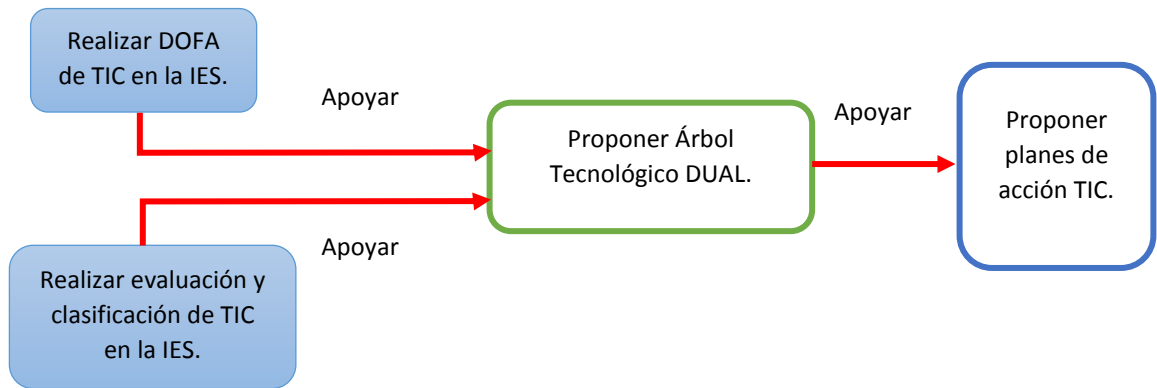 Realizar DOFA
de TIC en la IES.
Apoyar
Proponer Árbol
Tecnológico DUAL.
Apoyar
Proponer
planes de
acción TIC.
Apoyar
Realizar evaluación y
clasificación de TIC
en la IES.